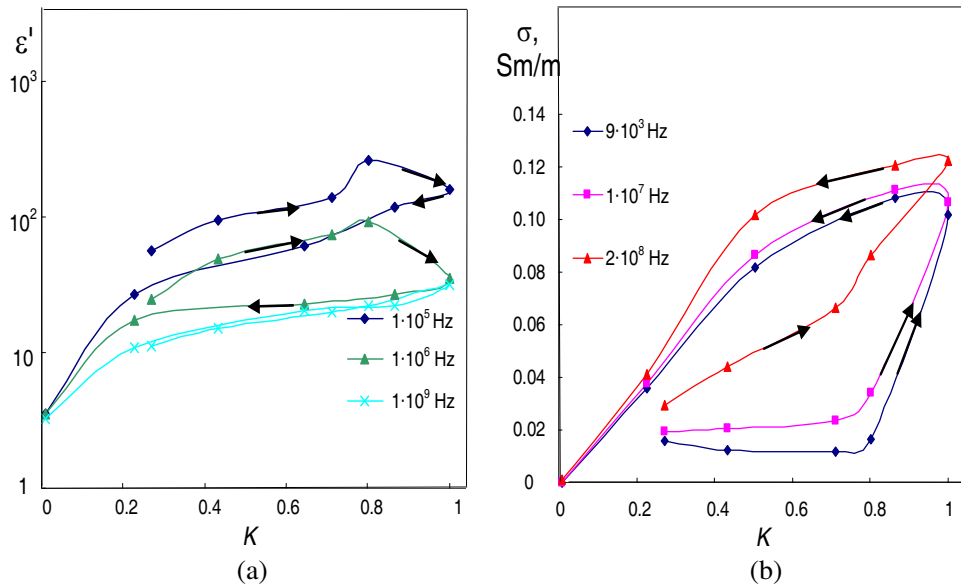 ε'
10³
10²
10
1
0 0.2 0.4 0.6 0.8 1
K
1·10⁵ Hz
1·10⁶ Hz
1·10⁹ Hz
(a)
σ,
Sm/m
0.14
0.12
0.10
0.08
0.06
0.04
0.02
0
0 0.2 0.4 0.6 0.8 1
K
9·10³ Hz
1·10⁷ Hz
2·10⁸ Hz
(b)